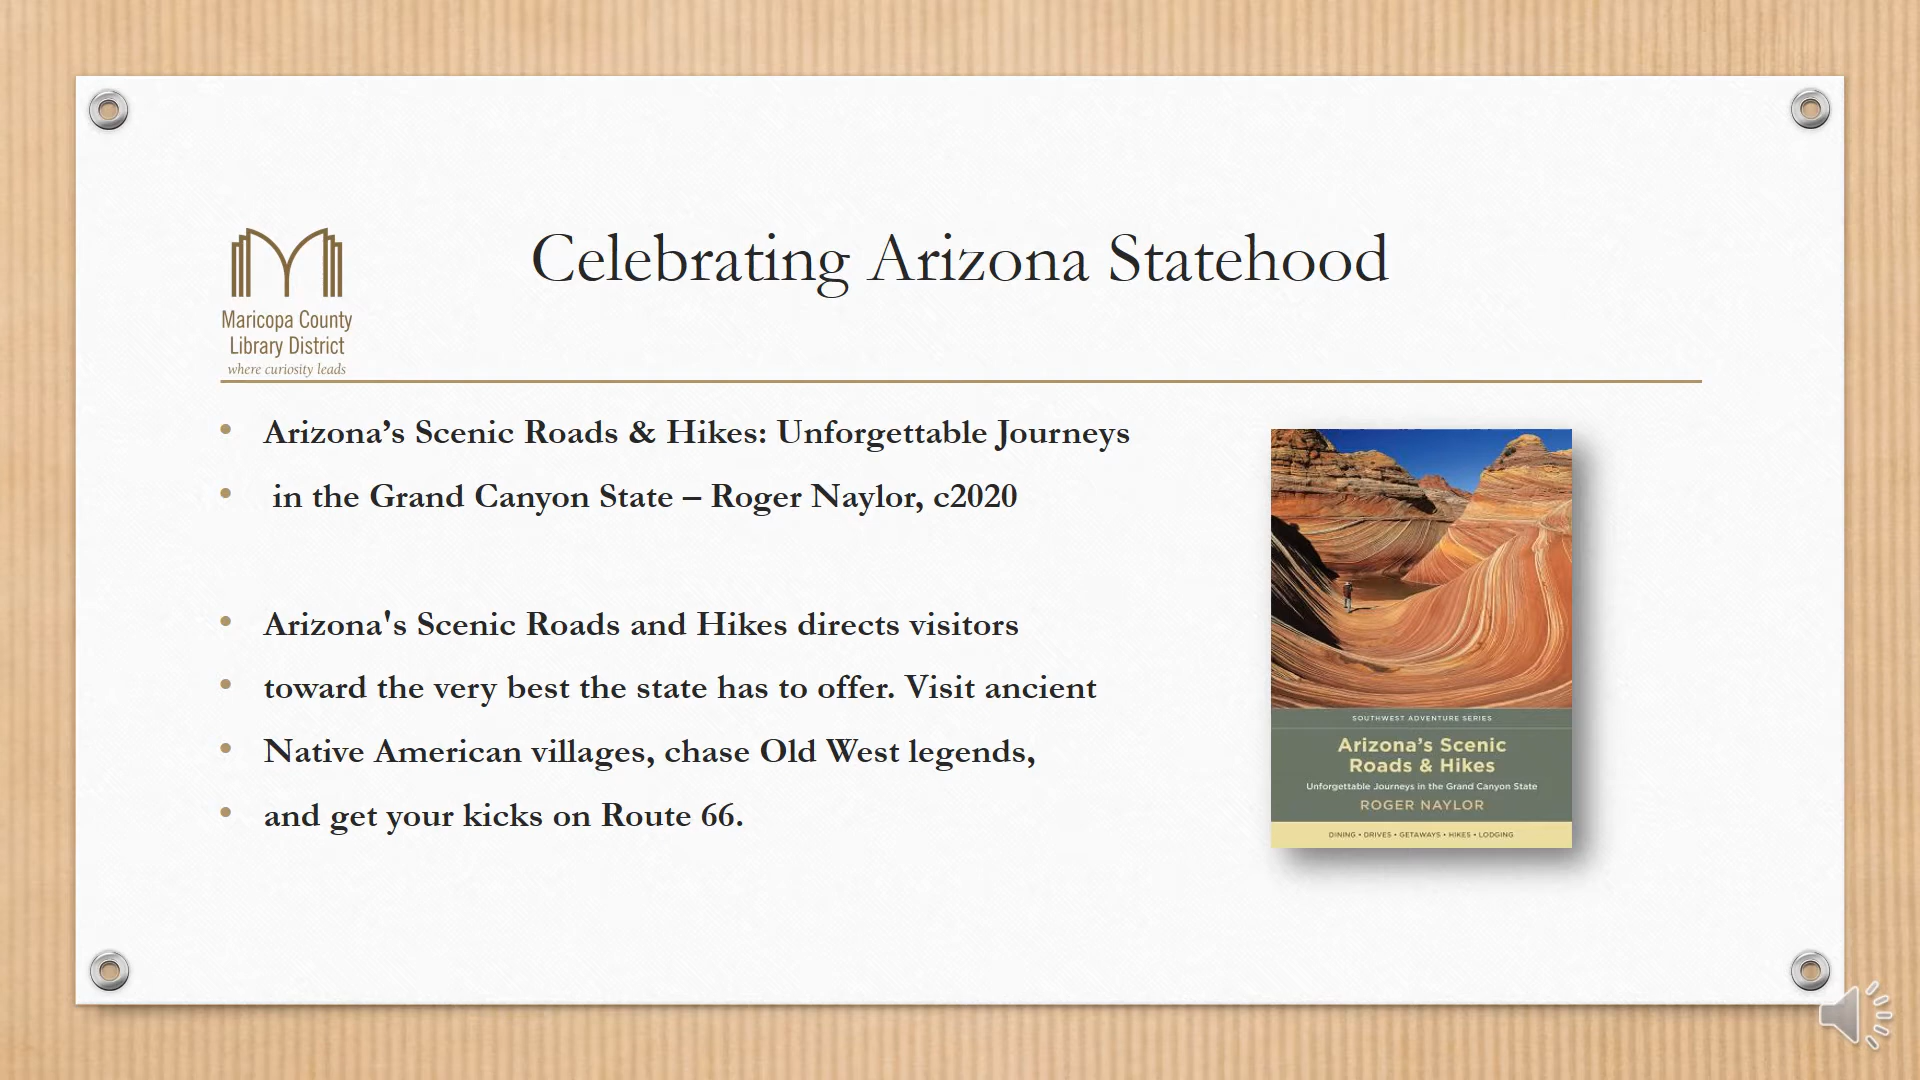 Celebrating Arizona Statehood
Maricopa County
Library District
where curiosity leads
• Arizona’s Scenic Roads & Hikes: Unforgettable Journeys
• in the Grand Canyon State – Roger Naylor, c2020
• Arizona's Scenic Roads and Hikes directs visitors
• toward the very best the state has to offer. Visit ancient
• Native American villages, chase Old West legends,
• and get your kicks on Route 66.
SOUTHWEST ADVENTURE SERIES
Arizona’s Scenic
Roads & Hikes
Unforgettable Journeys in the Grand Canyon State
ROGER NAYLOR
DINING • DRIVES • GETAWAYS • HIKES • LODGING